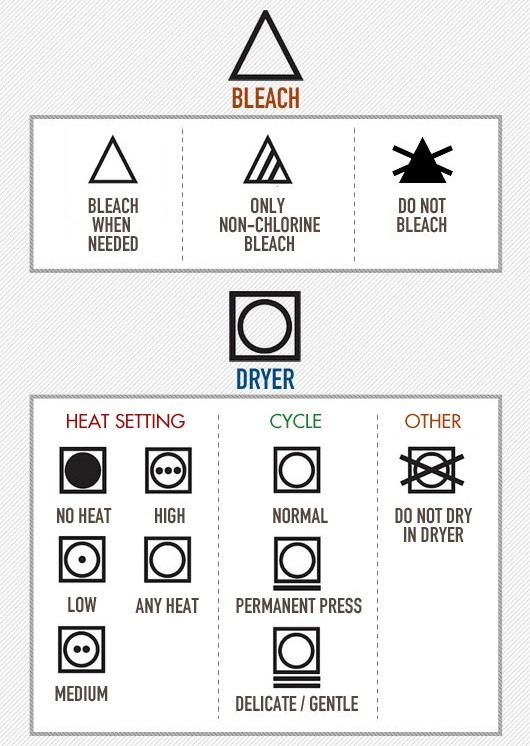 BLEACH
BLEACH
WHEN
NEEDED
ONLY
NON-CHLORINE
BLEACH
DO NOT
BLEACH
DRYER
HEAT SETTING
NO HEAT
HIGH
LOW
ANY HEAT
MEDIUM
CYCLE
NORMAL
PERMANENT PRESS
DELICATE / GENTLE
OTHER
DO NOT DRY
IN DRYER